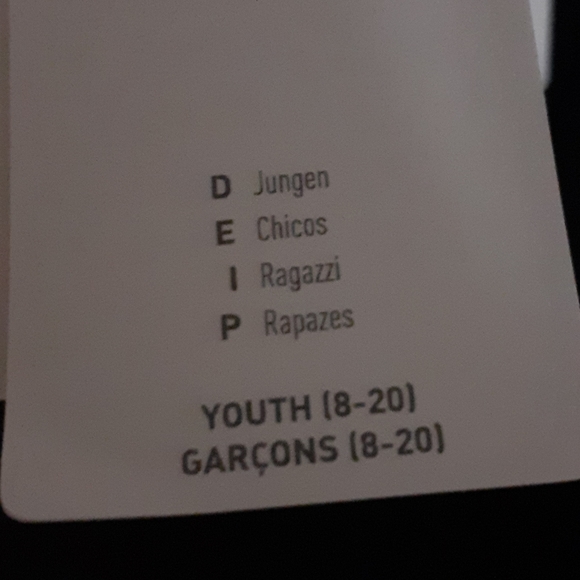 D Jungen
E Chicos
I Ragazzi
P Rapazes
YOUTH (8-20)
GARÇONS (8-20)